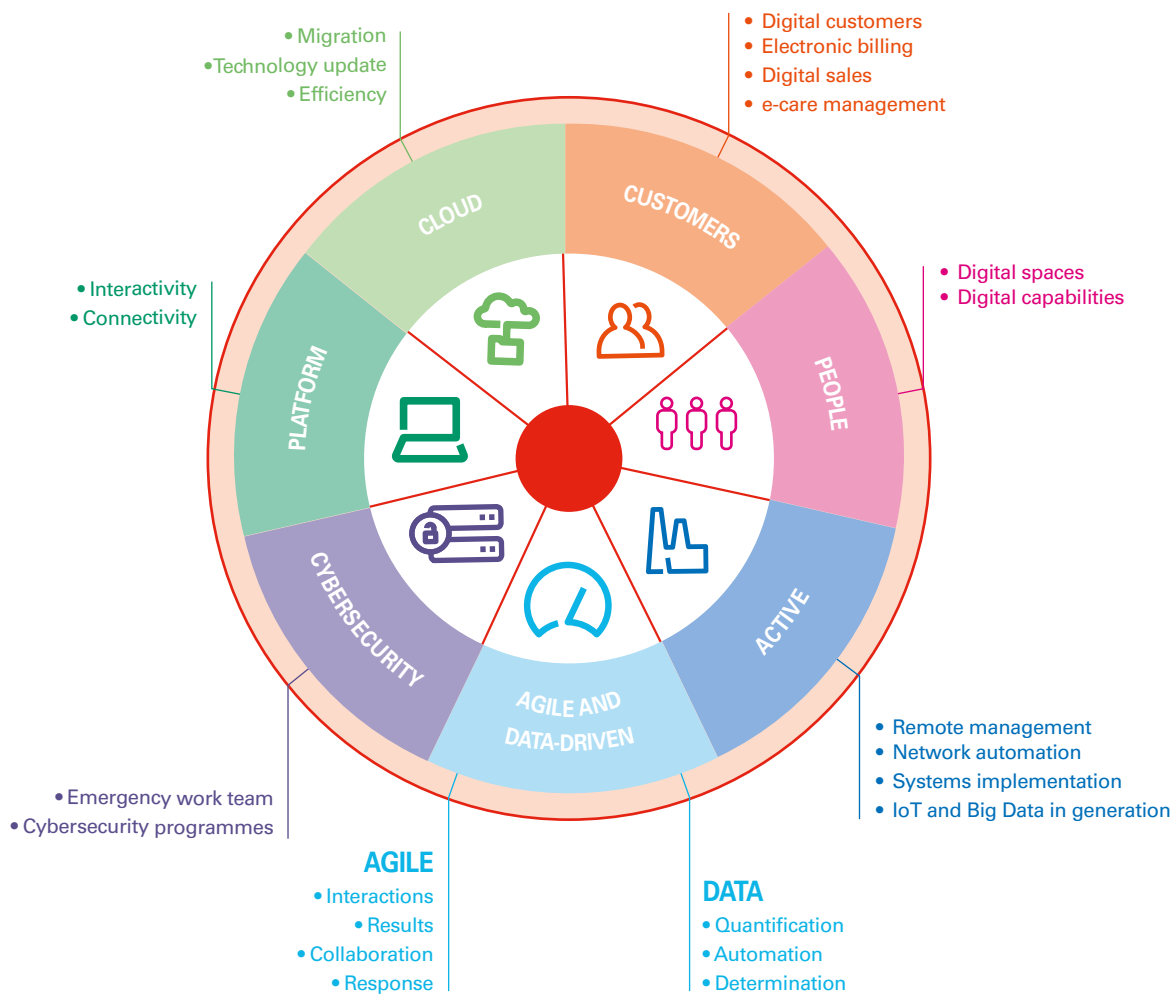 • Migration
• Technology update
• Efficiency
• Digital customers
• Electronic billing
• Digital sales
• e-care management
CLOUD
CUSTOMERS
• Interactivity
• Connectivity
• Digital spaces
• Digital capabilities
PLATFORM
PEOPLE
CYBERSECURITY
ACTIVE
AGILE AND
DATA-DRIVEN
• Remote management
• Network automation
• Systems implementation
• IoT and Big Data in generation
• Emergency work team
• Cybersecurity programmes
AGILE
• Interactions
• Results
• Collaboration
• Response
DATA
• Quantification
• Automation
• Determination